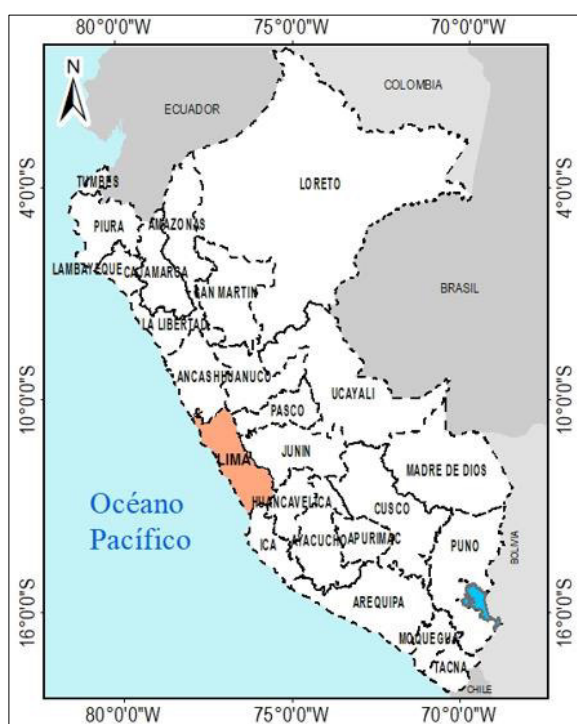 80°0'0"W 75°0'0"W 70°0'0"W
N
COLOMBIA
ECUADOR
4°0'0"S
4°0'0"S
LORETO
TUMBES
PIURA
AMAZONAS
LAMBAYEQUE
CAJAMARCA
SAN MARTIN
BRASIL
LA LIBERTAD
ANCASH
HUANUCO
UCAYALI
10°0'0"S
10°0'0"S
PASCO
LIMA
JUNIN
MADRE DE DIOS
HUANCAVELICA
CUSCO
Océano
Pacífico
ICA
AYACUCHO
APURIMAC
PUNO
BOLIVIA
AREQUIPA
16°0'0"S
16°0'0"S
MOQUEGUA
TACNA
CHILE
80°0'0"W 75°0'0"W 70°0'0"W